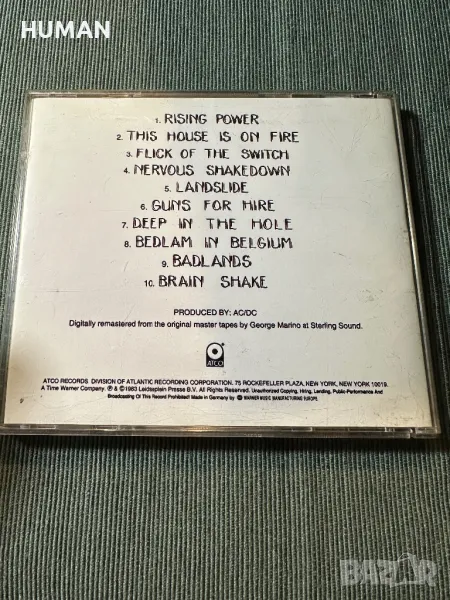 HUMAN
1. RISING POWER
2. THIS HOUSE IS ON FIRE
3. FLICK OF THE SWITCH
4. NERVOUS SHAKEDOWN
5. LANDSLIDE
6. GUNS FOR HIRE
7. DEEP IN THE HOLE
8. BEDLAM IN BELGIUM
9. BADLANDS
10. BRAIN SHAKE
PRODUCED BY: AC/DC
Digitally remastered from the original master tapes by George Marino at Sterling Sound.
ATCO
ATCO RECORDS DIVISION OF ATLANTIC RECORDING CORPORATION. 75 ROCKEFELLER PLAZA, NEW YORK, NEW YORK 10019.
A Time Warner Company. ℗ & ©1983 Leidseplein Presse B.V. All Rights Reserved. Unauthorized Copying, Hiring, Lending, Public-Performance And
Broadcasting Of This Record Prohibited! Made in Germany by WARNER MUSIC MANUFACTURING EUROPE.
BAZAR